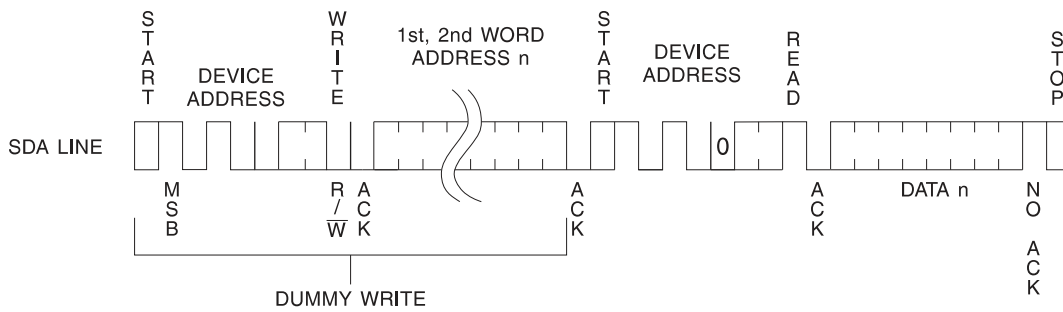 START
DEVICE
ADDRESS
WRITE
1st, 2nd WORD
ADDRESS n
START
DEVICE
ADDRESS
READ
STOP
SDA LINE
0
MSB
R/W̅
ACK
ACK
ACK
DATA n
NO ACK
DUMMY WRITE